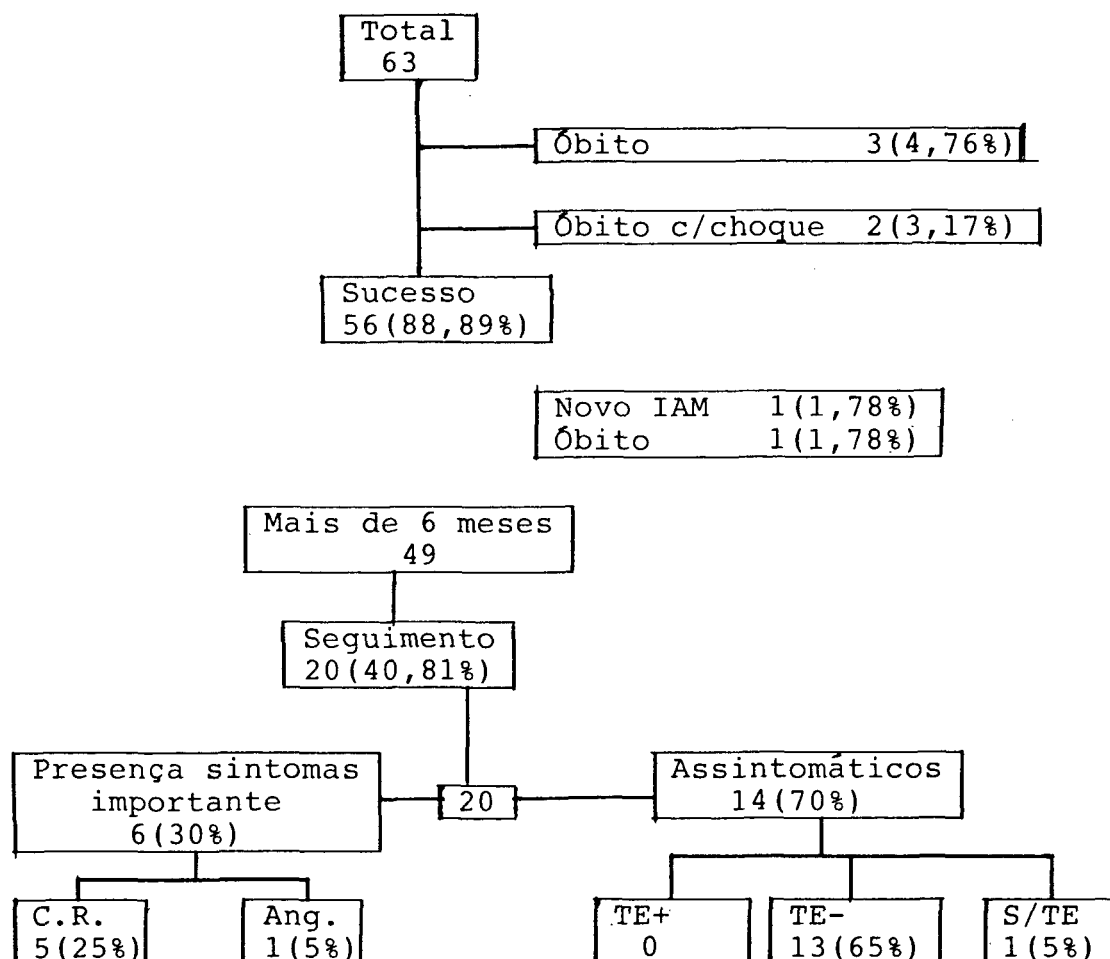 Total
63
Óbito 3(4,76%)
Óbito c/choque 2(3,17%)
Sucesso
56(88,89%)
Novo IAM 1(1,78%)
Óbito 1(1,78%)
Mais de 6 meses
49
Seguimento
20(40,81%)
Presença sintomas
importante
6(30%)
20
Assintomáticos
14(70%)
C.R.
5(25%)
Ang.
1(5%)
TE+
0
TE-
13(65%)
S/TE
1(5%)